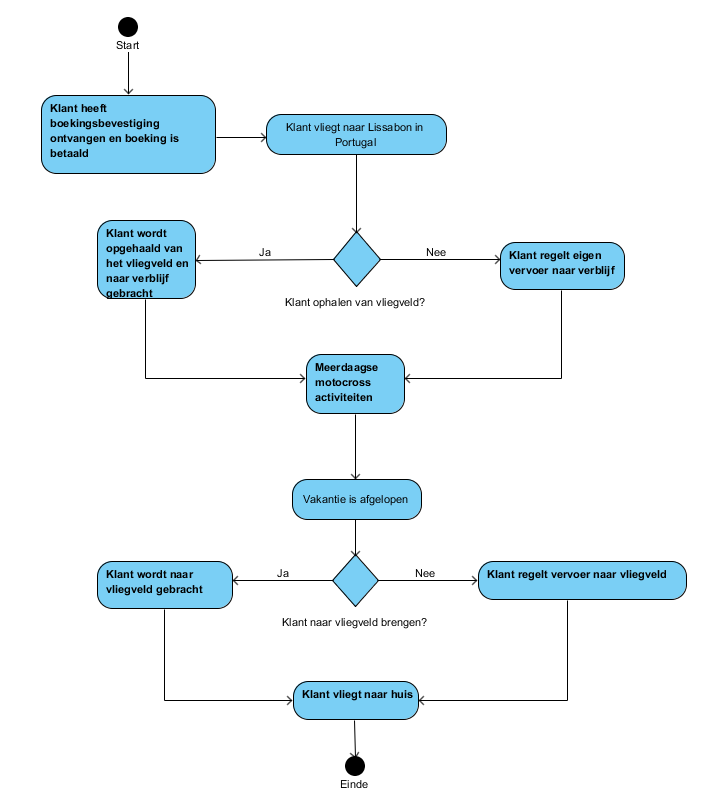 Start
Klant heeft
boekingsbevestiging
ontvangen en boeking is
betaald
Klant vliegt naar Lissabon in
Portugal
Klant wordt
opgehaald van
het vliegveld en
naar verblijf
gebracht
Ja
Nee
Klant regelt eigen
vervoer naar verblijf
Klant ophalen van vliegveld?
Meerdaagse
motocross
activiteiten
Vakantie is afgelopen
Klant wordt naar
vliegveld gebracht
Ja
Nee
Klant regelt vervoer naar vliegveld
Klant naar vliegveld brengen?
Klant vliegt naar huis
Einde